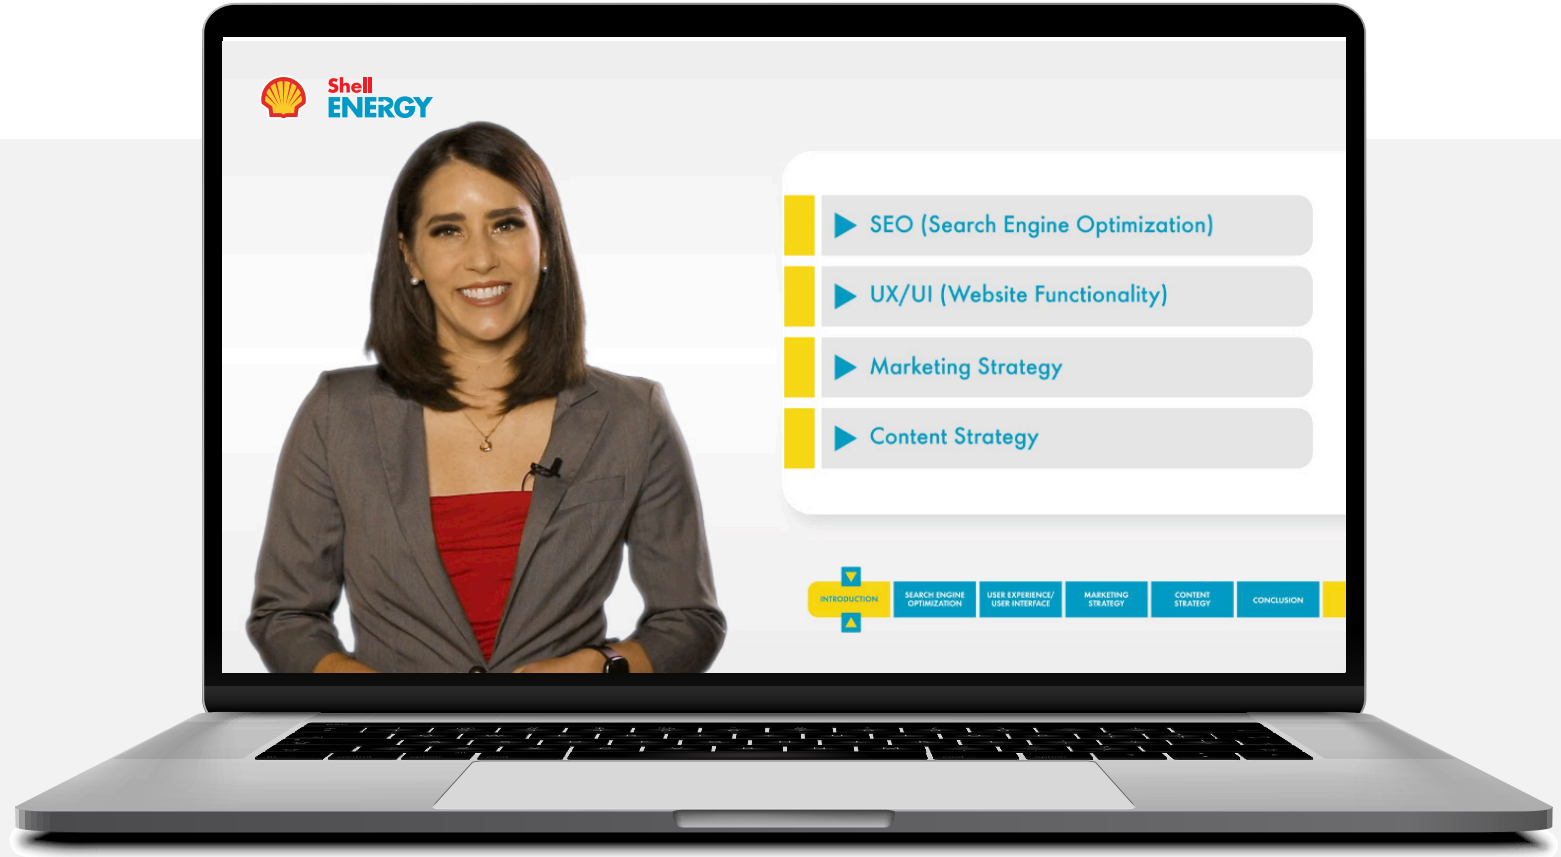 Shell
ENERGY
SEO (Search Engine Optimization)
UX/UI (Website Functionality)
Marketing Strategy
Content Strategy
INTRODUCTION
SEARCH ENGINE
OPTIMIZATION
USER EXPERIENCE/
USER INTERFACE
MARKETING
STRATEGY
CONTENT
STRATEGY
CONCLUSION